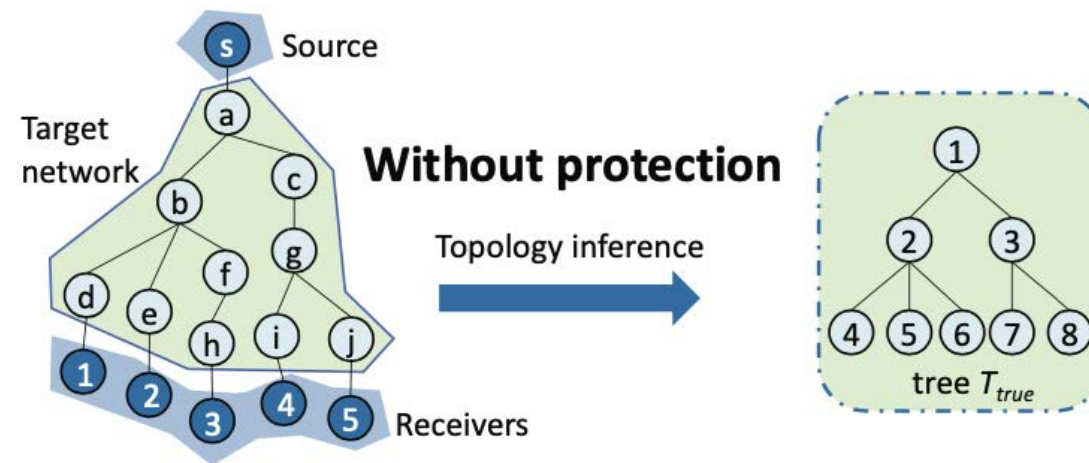 s
Source
a
Target
network
c
b
Without protection
g
f
Topology inference
d
e
h
i
j
1
2
3
4
5
Receivers
1
2
3
4
5
6
7
8
tree T_true